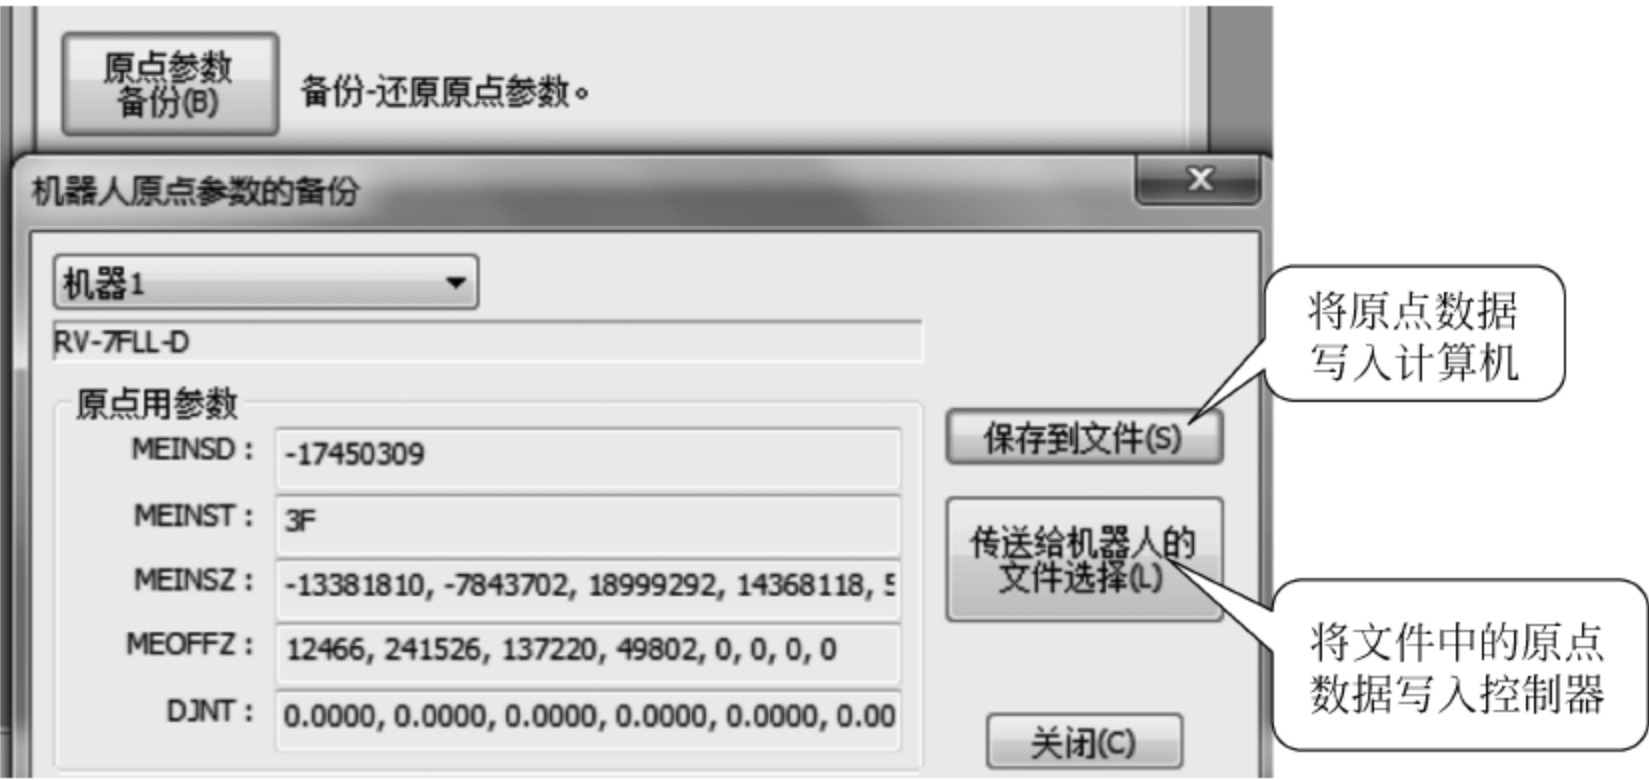 原点参数
备份(B)
备份-还原原点参数。
机器人原点参数的备份
机器1
RV-7FLL-D
原点用参数
MEINSD：
-17450309
MEINST：
3F
MEINSZ：
-13381810, -7843702, 18999292, 14368118, 5
MEOFFZ：
12466, 241526, 137220, 49802, 0, 0, 0, 0
DJNT：
0.0000, 0.0000, 0.0000, 0.0000, 0.0000, 0.00
保存到文件(S)
传送给机器人的
文件选择(L)
关闭(C)
将原点数据
写入计算机
将文件中的原点
数据写入控制器